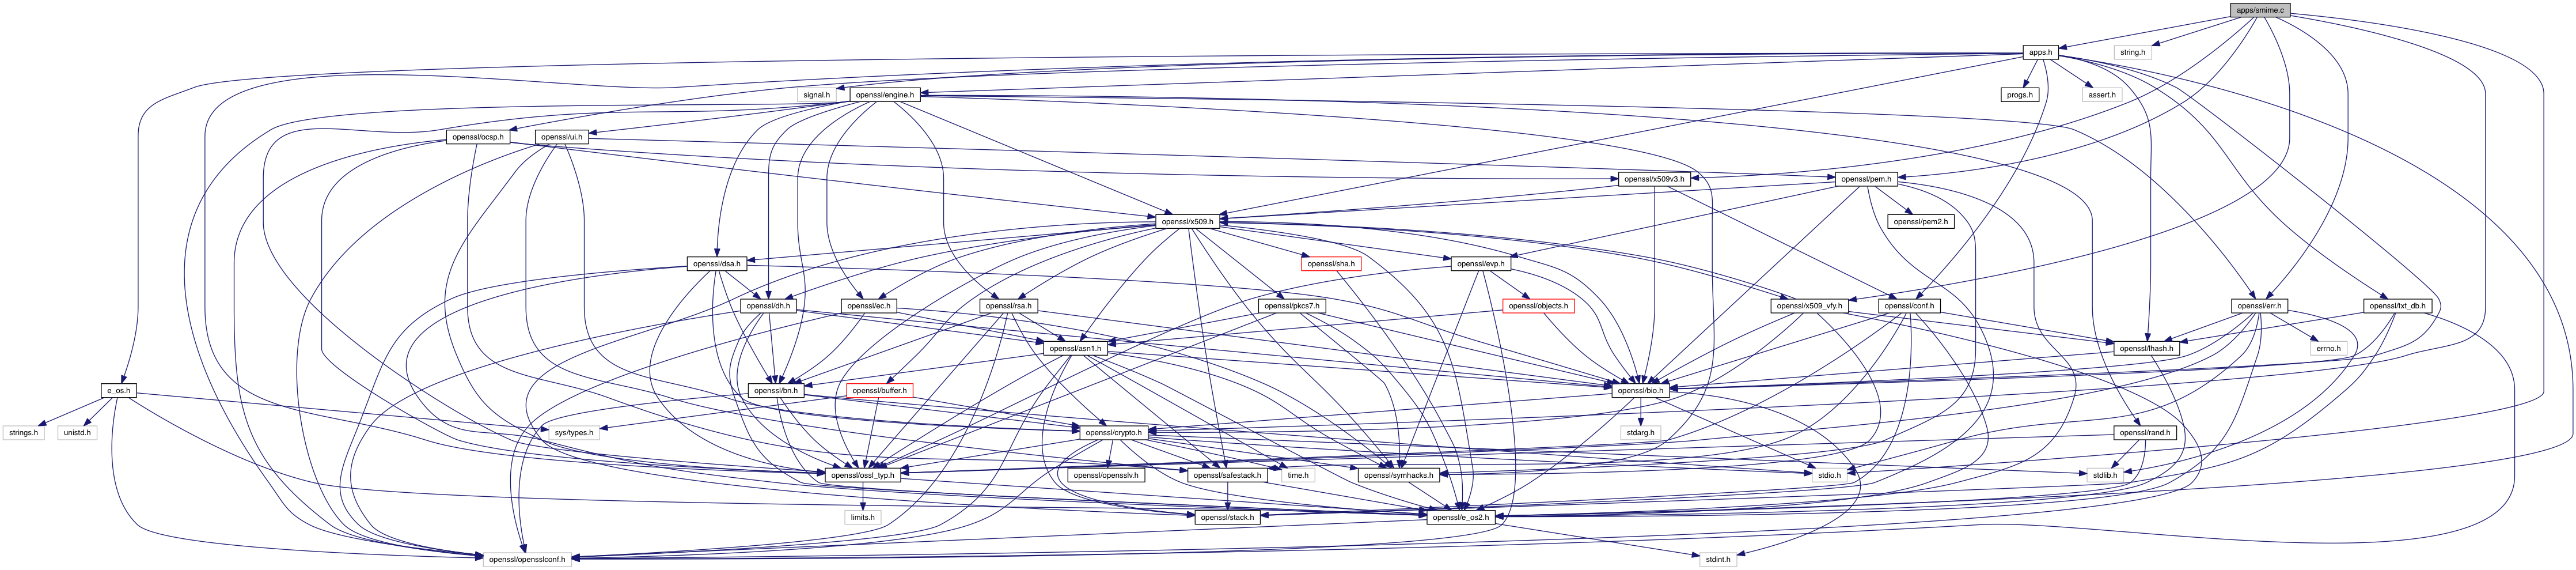 apps/smime.c
apps.h
string.h
signal.h
openssl/engine.h
progs.h
assert.h
openssl/ocsp.h
openssl/ui.h
openssl/x509v3.h
openssl/pem.h
openssl/x509.h
openssl/pem2.h
openssl/dsa.h
openssl/sha.h
openssl/evp.h
openssl/dh.h
openssl/ec.h
openssl/rsa.h
openssl/pkcs7.h
openssl/objects.h
openssl/x509_vfy.h
openssl/conf.h
openssl/err.h
openssl/txt_db.h
openssl/asn1.h
openssl/lhash.h
errno.h
e_os.h
openssl/bn.h
openssl/buffer.h
openssl/bio.h
strings.h
unistd.h
sys/types.h
openssl/crypto.h
stdarg.h
openssl/rand.h
openssl/ossl_typ.h
openssl/opensslv.h
openssl/safestack.h
time.h
openssl/symhacks.h
stdio.h
stdlib.h
limits.h
openssl/stack.h
openssl/e_os2.h
openssl/opensslconf.h
stdint.h